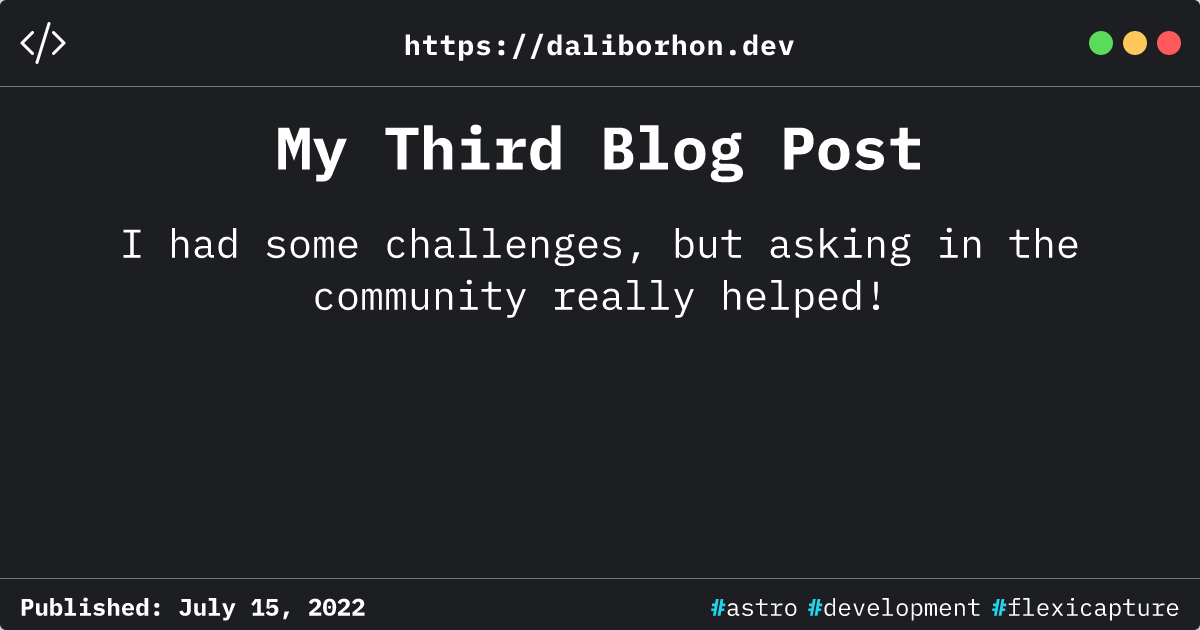 </>
https://daliborhon.dev
My Third Blog Post
I had some challenges, but asking in the
community really helped!
Published: July 15, 2022
#astro #development #flexicapture